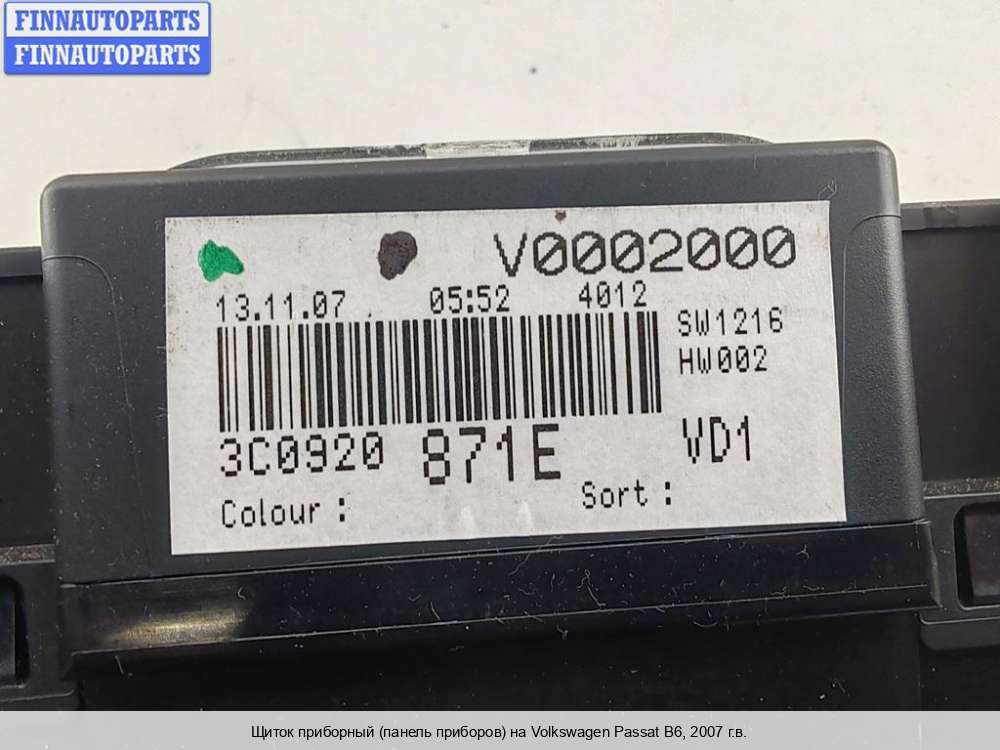 FINNAUTOPARTS
FINNAUTOPARTS
V0002000
13.11.07 05:52 4012
SW1216
HW002
3C0920 871E VD1
Colour : Sort :
Щиток приборный (панель приборов) на Volkswagen Passat B6, 2007 г.в.